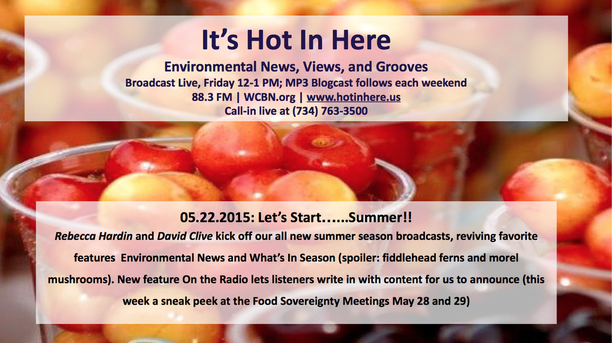 It's Hot In Here
Environmental News, Views, and Grooves
Broadcast Live, Friday 12-1 PM; MP3 Blogcast follows each weekend
88.3 FM | WCBN.org | www.hotinhere.us
Call-in live at (734) 763-3500
05.22.2015: Let's Start…...Summer!!
Rebecca Hardin and David Clive kick off our all new summer season broadcasts, reviving favorite
features Environmental News and What's In Season (spoiler: fiddlehead ferns and morel
mushrooms). New feature On the Radio lets listeners write in with content for us to announce (this
week a sneak peek at the Food Sovereignty Meetings May 28 and 29)